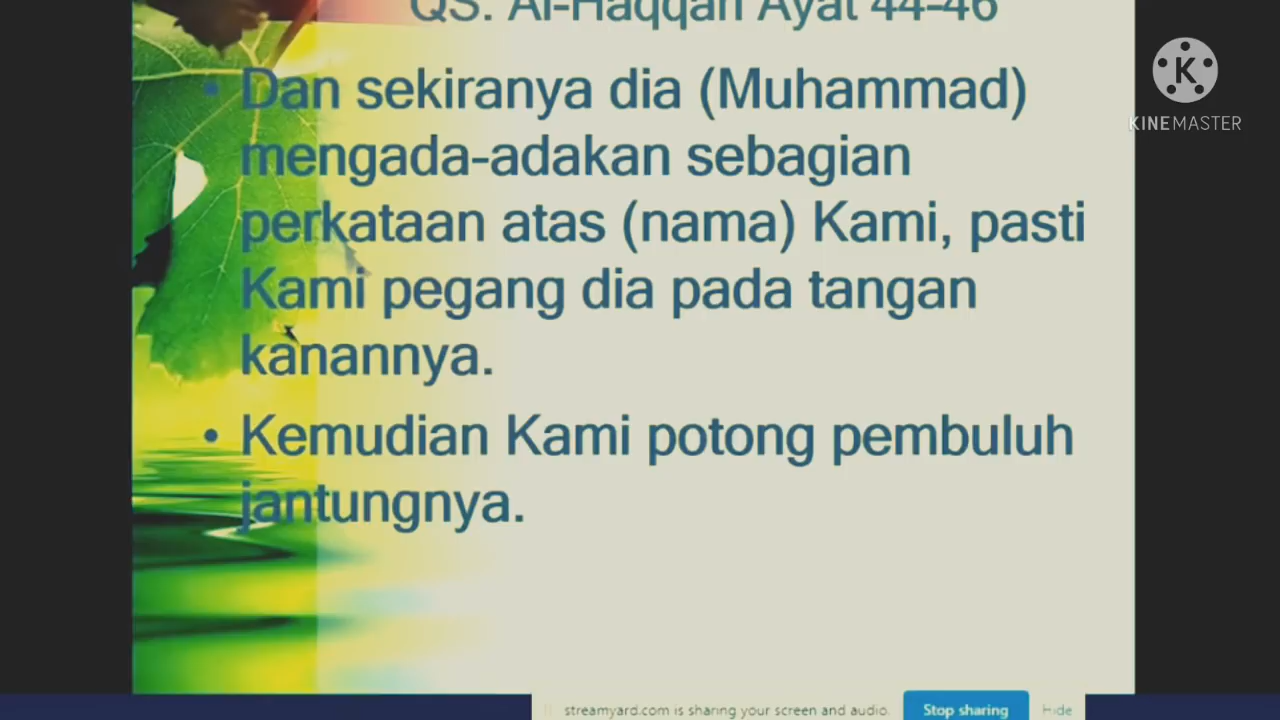 QS. Al-Haqqah Ayat 44-46
• Dan sekiranya dia (Muhammad)
mengada-adakan sebagian
perkataan atas (nama) Kami, pasti
Kami pegang dia pada tangan
kanannya.
• Kemudian Kami potong pembuluh
jantungnya.
K
KINEMASTER
streamyard.com is sharing your screen and audio.
Stop sharing
Hide